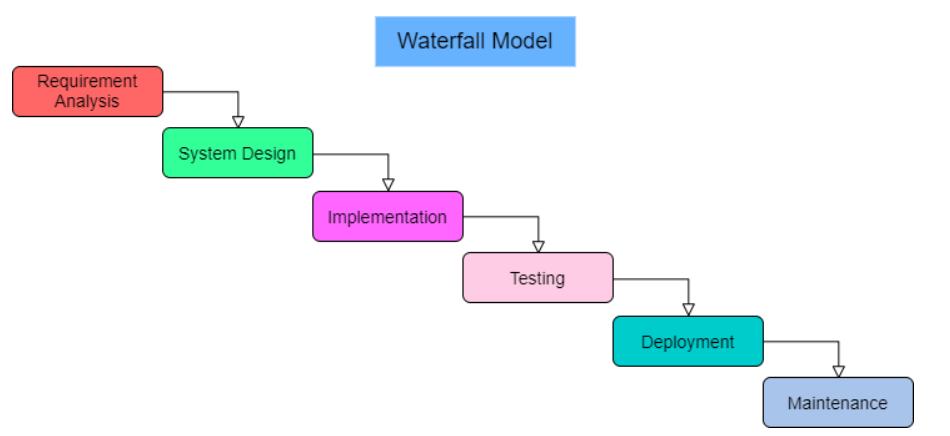 Waterfall Model
Requirement
Analysis
System Design
Implementation
Testing
Deployment
Maintenance